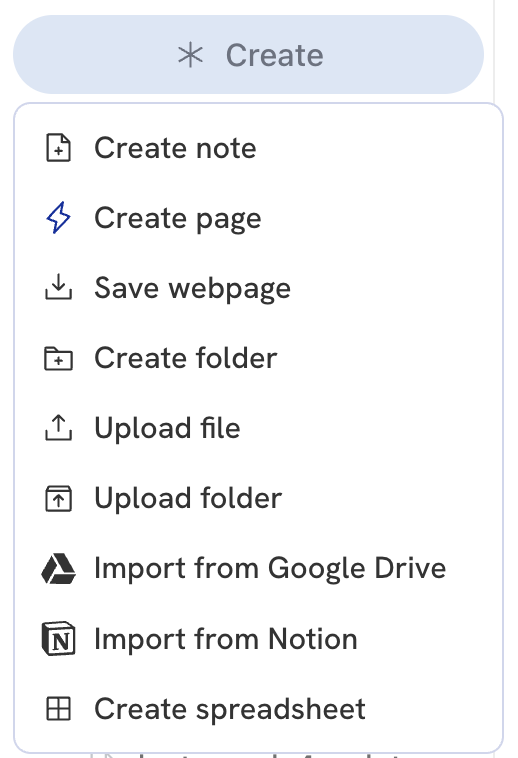 Create
Create note
Create page
Save webpage
Create folder
Upload file
Upload folder
Import from Google Drive
Import from Notion
Create spreadsheet